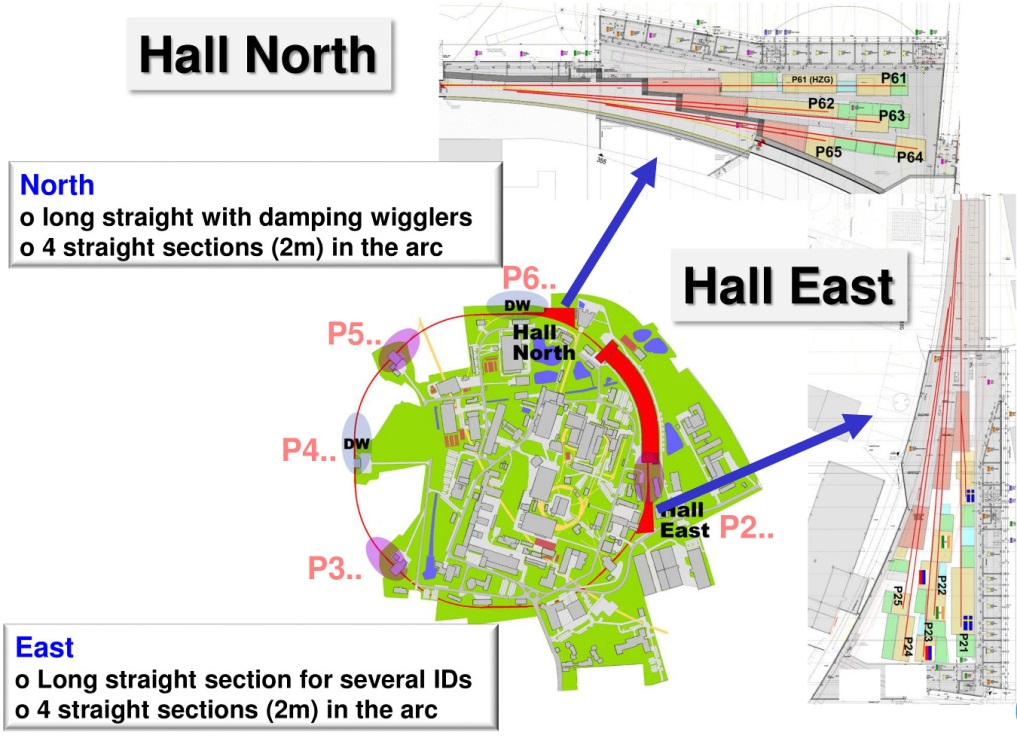 Hall North
P61 (HZG)
P61
P62
P63
P65
P64
North
o long straight with damping wigglers
o 4 straight sections (2m) in the arc
Hall East
P6..
DW
Hall
North
P5..
P4..
DW
Hall
East
P2..
P3..
P25
P22
P24
P23
P21
East
o Long straight section for several IDs
o 4 straight sections (2m) in the arc